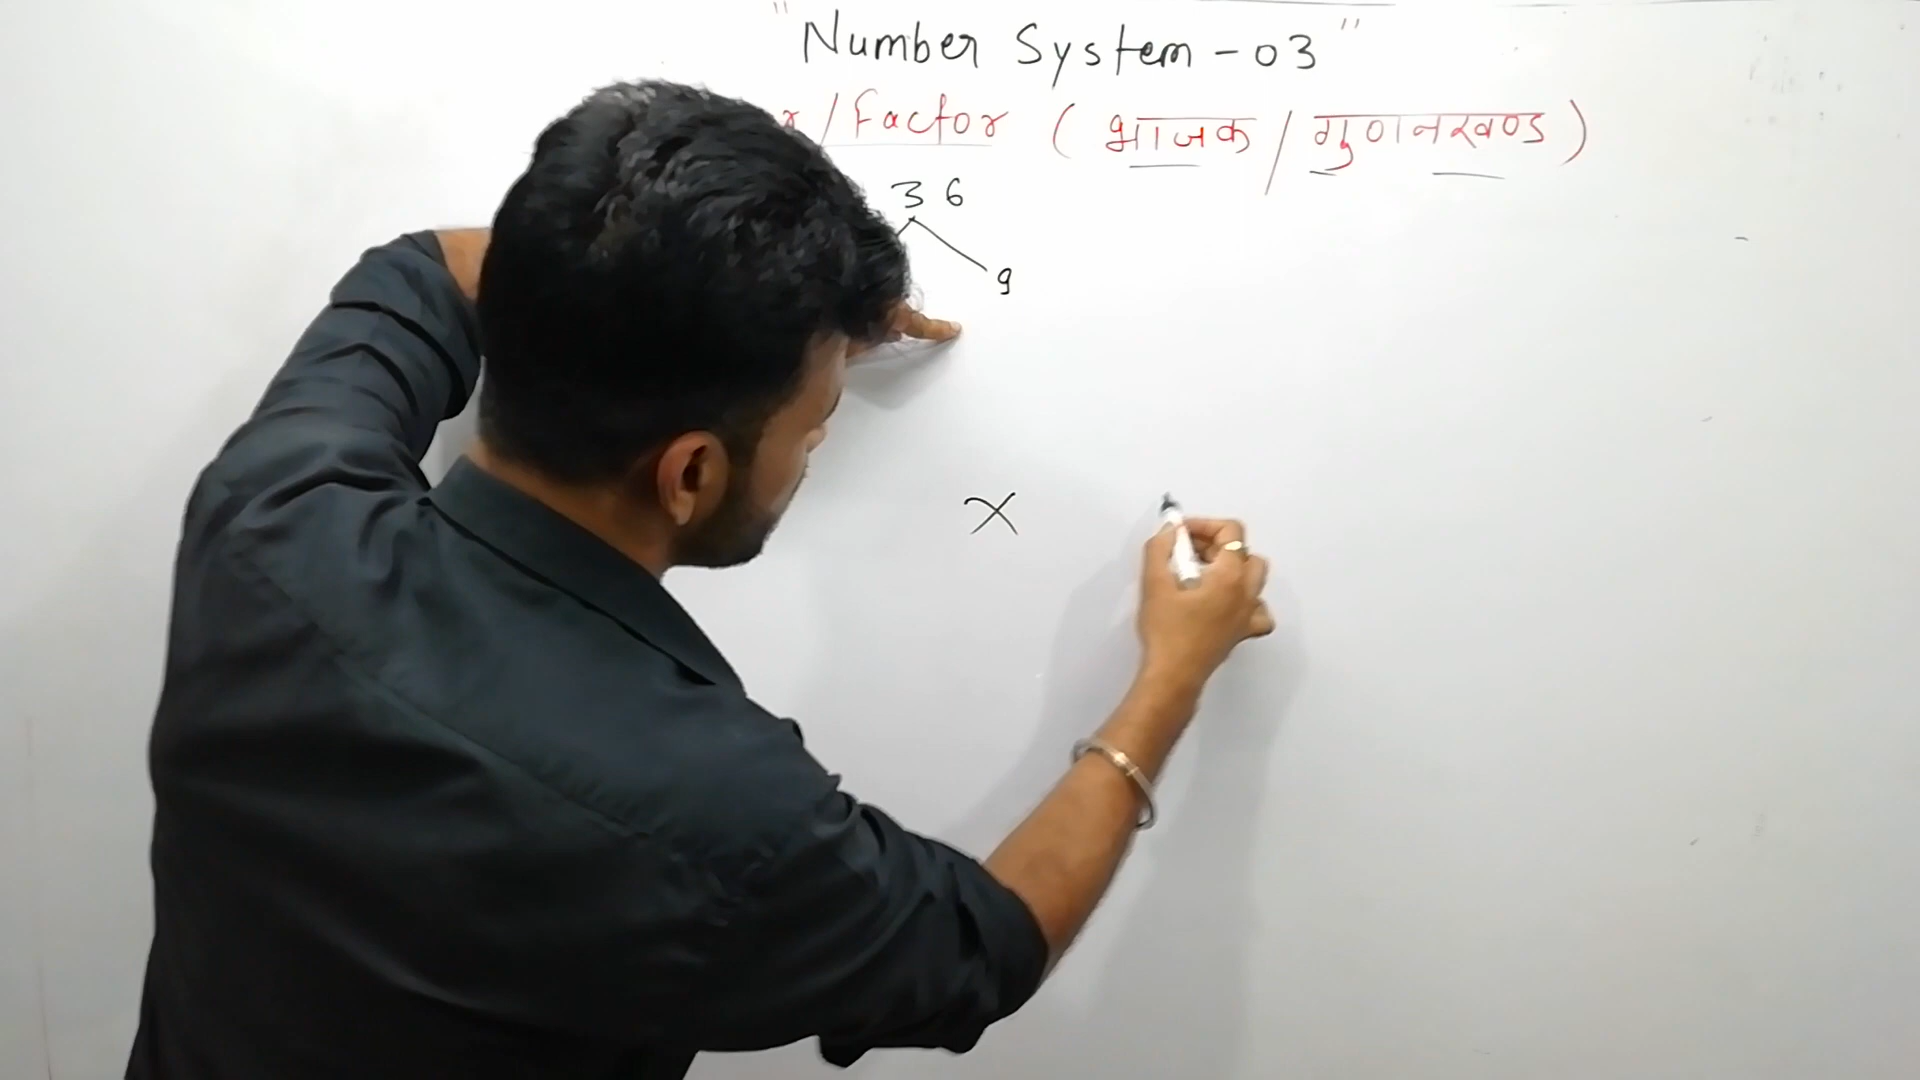 "Number System - 03"
/Factor (भाजक / गुणनखण्ड)
36
9
X